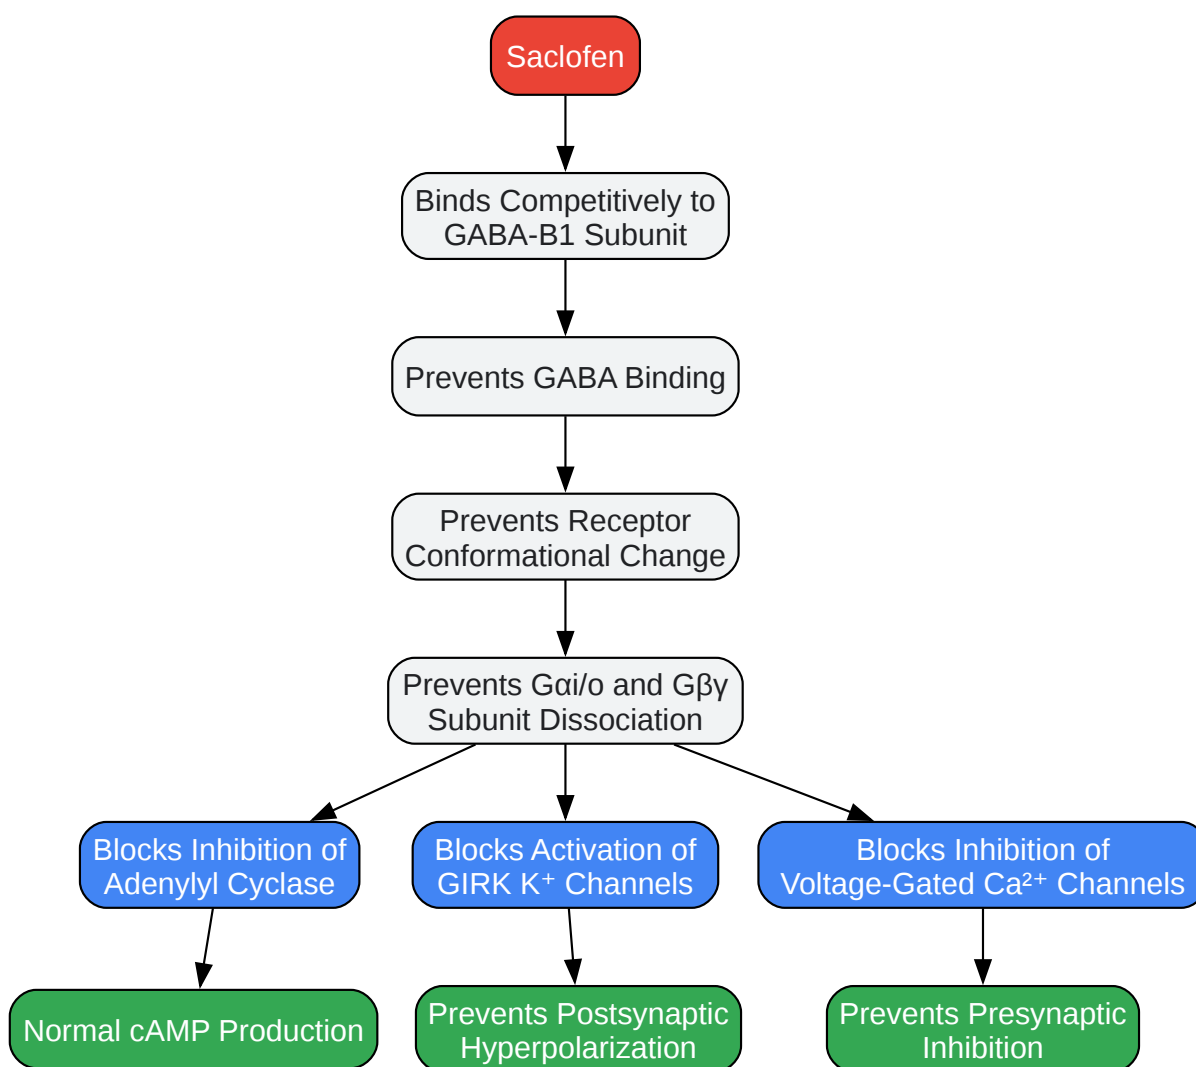 Saclofen
Binds Competitively to
GABA-B1 Subunit
Prevents GABA Binding
Prevents Receptor
Conformational Change
Prevents Gαi/o and Gβγ
Subunit Dissociation
Blocks Inhibition of
Adenylyl Cyclase
Blocks Activation of
GIRK K⁺ Channels
Blocks Inhibition of
Voltage-Gated Ca²⁺ Channels
Normal cAMP Production
Prevents Postsynaptic
Hyperpolarization
Prevents Presynaptic
Inhibition